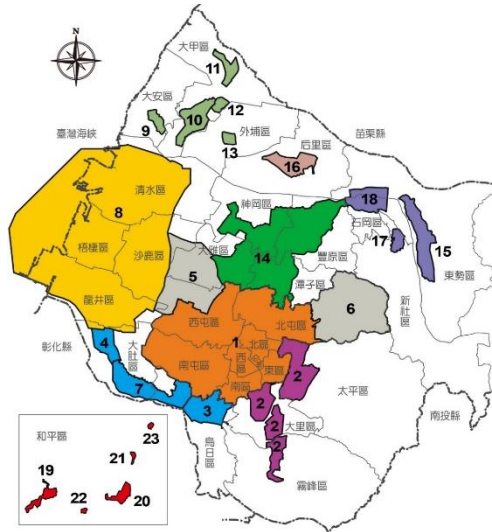 大甲區
11
大安區
12
10
9
外埔區
13
臺灣海峽
后里區
苗栗縣
16
清水區
神岡區
18
石岡區
8
大雅區
17
15
梧棲區
沙鹿區
14
豐原區
東勢區
5
潭子區
龍井區
6
新社區
西屯區
北屯區
彰化縣
4
大肚區
1
北區
西區
東區
南屯區
2
太平區
7
南區
3
2
南投縣
烏日區
2
大里區
2
霧峰區
和平區
23
19
21
22
20